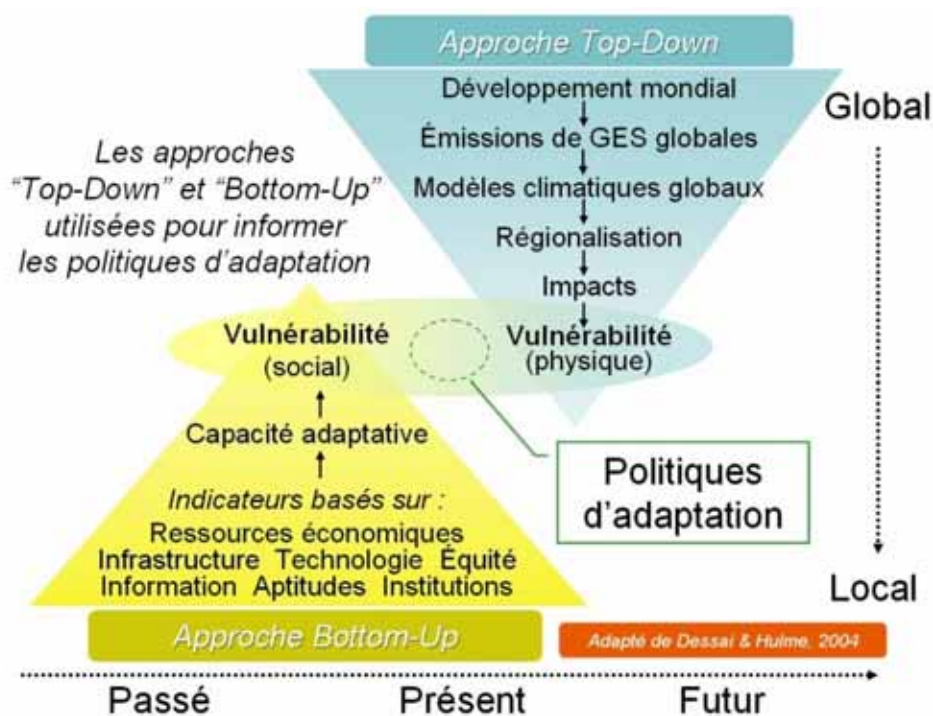 Approche Top-Down
Développement mondial
Émissions de GES globales
Modèles climatiques globaux
Régionalisation
Impacts
Vulnérabilité
(physique)
Global
Local
Les approches
“Top-Down” et “Bottom-Up”
utilisées pour informer
les politiques d’adaptation
Vulnérabilité
(social)
Capacité adaptative
Indicateurs basés sur :
Ressources économiques
Infrastructure Technologie Équité
Information Aptitudes Institutions
Politiques
d’adaptation
Approche Bottom-Up
Adapté de Dessai & Hulme, 2004
Passé Présent Futur